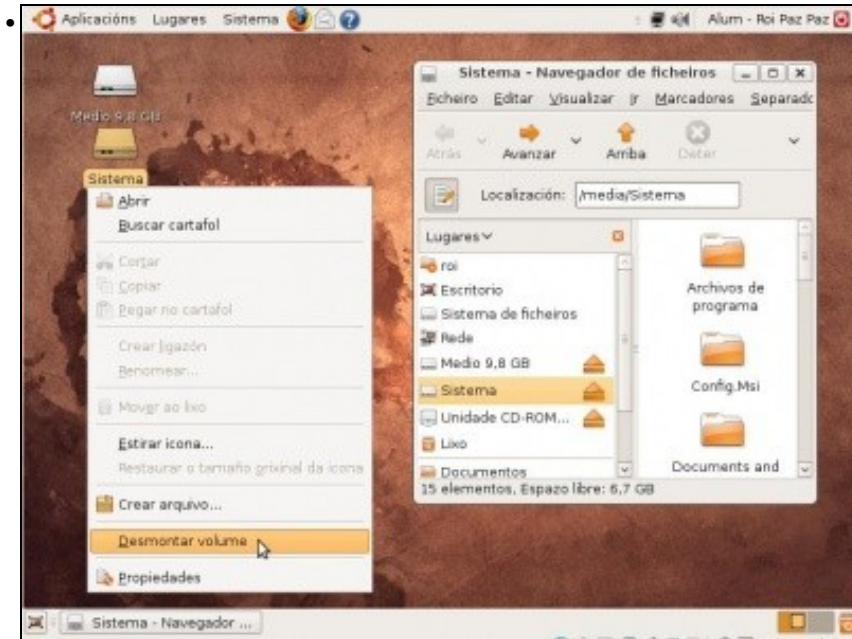 Aplicacións Lugares Sistema
Alum - Roi Paz Paz
Medio 9,8 GB
Sistema
Abrir
Buscar cartafol
Cortar
Copiar
Pegar no cartafol
Crear ligazón
Renomear...
Mover ao lixo
Estirar icona...
Restaurar o tamaño orixinal da icona
Crear arquivo...
Desmontar volume
Propiedades
Sistema - Navegador de ficheiros
Ficheiro Editar Visualizar Ir Marcadores Separado
Atrás Avanzar Arriba Deter
Localización: /media/Sistema
Lugares
roi
Escritorio
Sistema de ficheiros
Rede
Medio 9,8 GB
Sistema
Unidade CD-ROM...
Lixo
Documentos
Archivos de
programa
Config.Msi
Documents and
15 elementos, Espazo libre: 6,7 GB
Sistema - Navegador ...